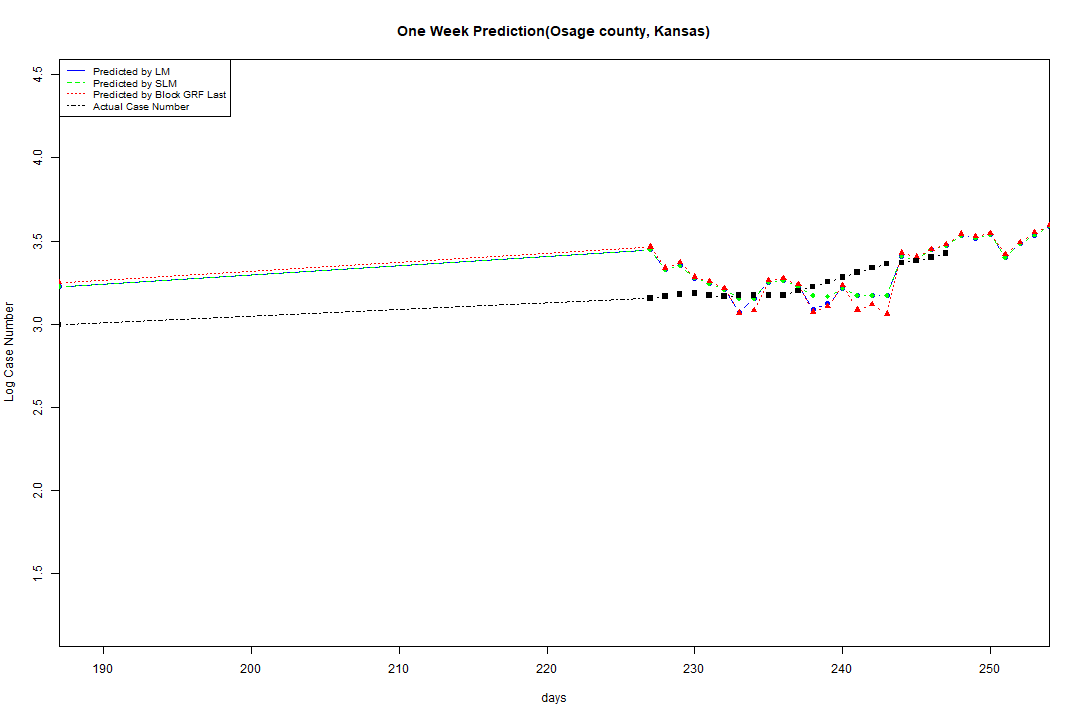 One Week Prediction(Osage county, Kansas)
Predicted by LM
Predicted by SLM
Predicted by Block GRF Last
Actual Case Number
4.5
4.0
3.5
3.0
2.5
2.0
1.5
Log Case Number
190 200 210 220 230 240 250
days